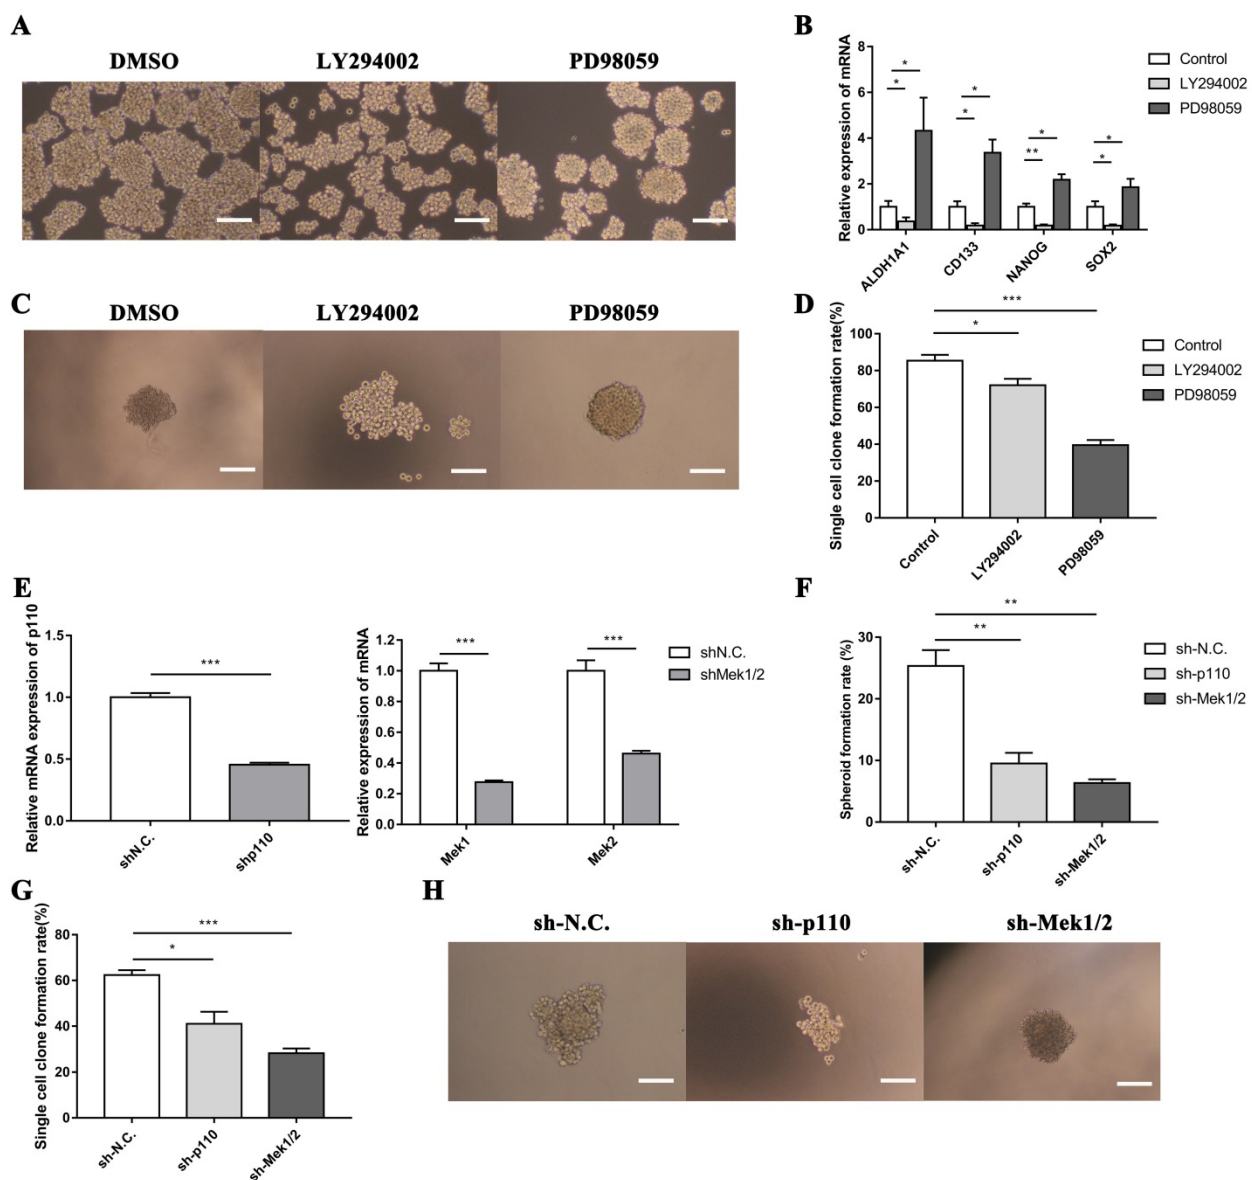 A
DMSO
LY294002
PD98059
B
Relative expression of mRNA
8
6
4
2
0
*
*
*
*
*
**
*
*
ALDH1A1
CD133
NANOG
SOX2
Control
LY294002
PD98059
C
DMSO
LY294002
PD98059
D
Single cell clone formation rate(%)
100
80
60
40
20
0
***
*
Control
LY294002
PD98059
Control
LY294002
PD98059
E
Relative mRNA expression of p110
1.5
1.0
0.5
0.0
***
shN.C.
shp110
Relative expression of mRNA
1.2
1.0
0.8
0.6
0.4
0.2
0.0
***
***
Mek1
Mek2
shN.C.
shMek1/2
F
Spheroid formation rate (%)
30
20
10
0
**
**
sh-N.C.
sh-p110
sh-Mek1/2
sh-N.C.
sh-p110
sh-Mek1/2
G
Single cell clone formation rate(%)
80
60
40
20
0
***
*
sh-N.C.
sh-p110
sh-Mek1/2
H
sh-N.C.
sh-p110
sh-Mek1/2